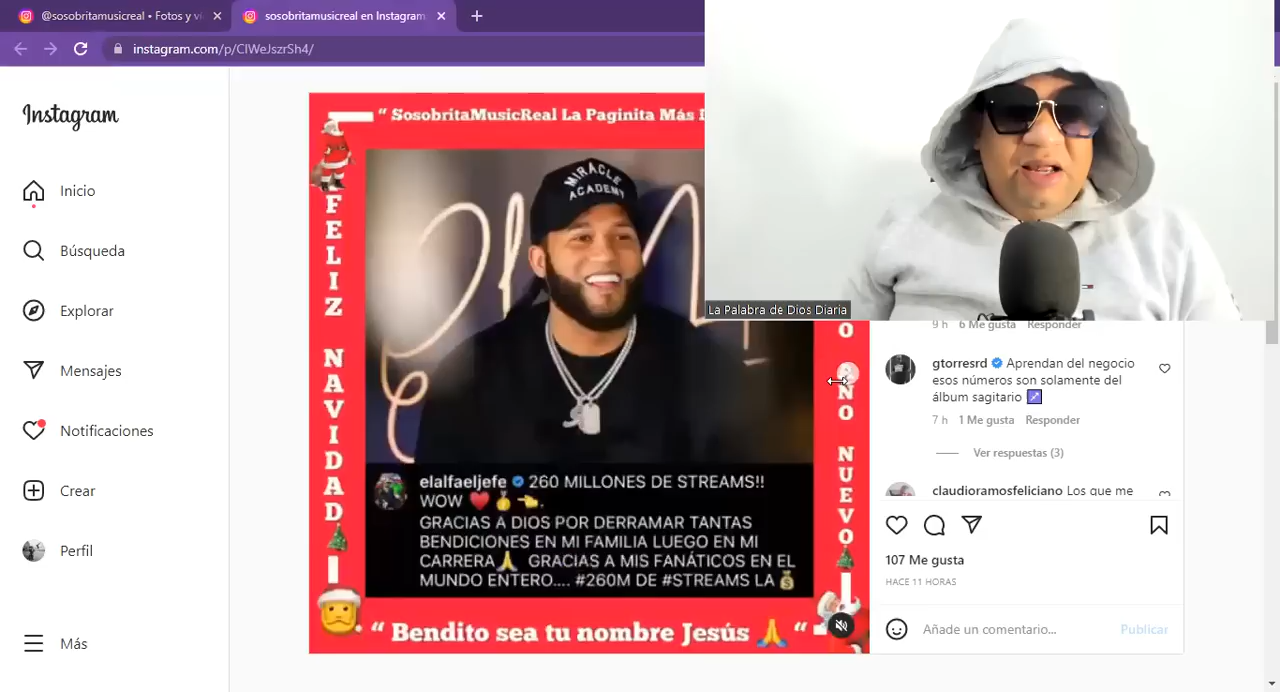 @sosobritamusicreal • Fotos y vi
sosobritamusicreal en Instagram:
instagram.com/p/ClWeJszrSh4/
Instagram
Inicio
Búsqueda
Explorar
Mensajes
Notificaciones
Crear
Perfil
Más
“ SosobritaMusicReal La Paginita Más
FELIZ NAVIDAD
MIRACLE
ACADEMY
elalfaeljefe 260 MILLONES DE STREAMS!!
WOW ❤️🥇👈.
GRACIAS A DIOS POR DERRAMAR TANTAS
BENDICIONES EN MI FAMILIA LUEGO EN MI
CARRERA🙏 GRACIAS A MIS FANÁTICOS EN EL
MUNDO ENTERO.... #260M DE #STREAMS LA 💰
O
ÑO NUEVO
“ Bendito sea tu nombre Jesús 🙏 “
La Palabra de Dios Diaria
9 h 6 Me gusta Responder
gtorresrd Aprendan del negocio
esos números son solamente del
álbum sagitario ♐
7 h 1 Me gusta Responder
Ver respuestas (3)
claudioramosfeliciano Los que me
107 Me gusta
HACE 11 HORAS
Añade un comentario...
Publicar